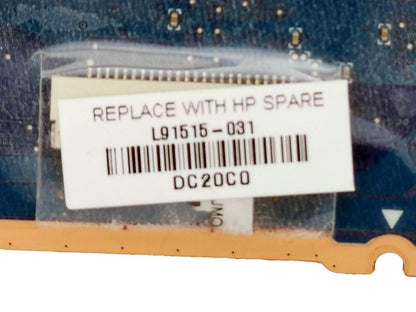 REPLACE WITH HP SPARE
L91515-031
DC20C0